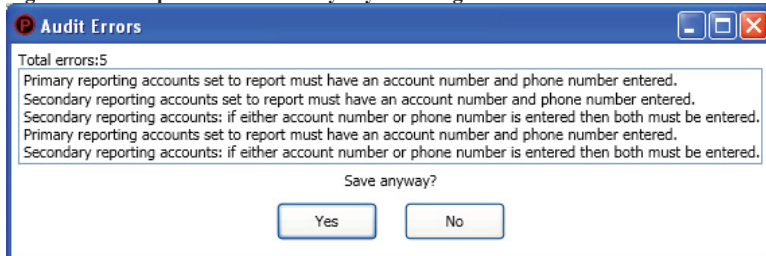 P Audit Errors
Total errors:5
Primary reporting accounts set to report must have an account number and phone number entered.
Secondary reporting accounts set to report must have an account number and phone number entered.
Secondary reporting accounts: if either account number or phone number is entered then both must be entered.
Primary reporting accounts set to report must have an account number and phone number entered.
Secondary reporting accounts: if either account number or phone number is entered then both must be entered.
Save anyway?
Yes No